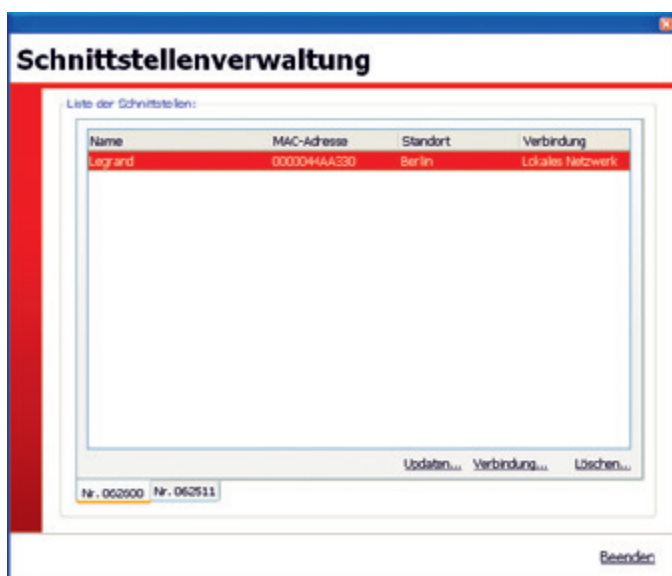 Schnittstellenverwaltung
Liste der Schnittstellen:
Name MAC-Adresse Standort Verbindung
Legrand 0000044AA330 Berlin Lokales Netzwerk
Updaten... Verbindung... Löschen...
Nr. 062600 Nr. 062511
Beenden